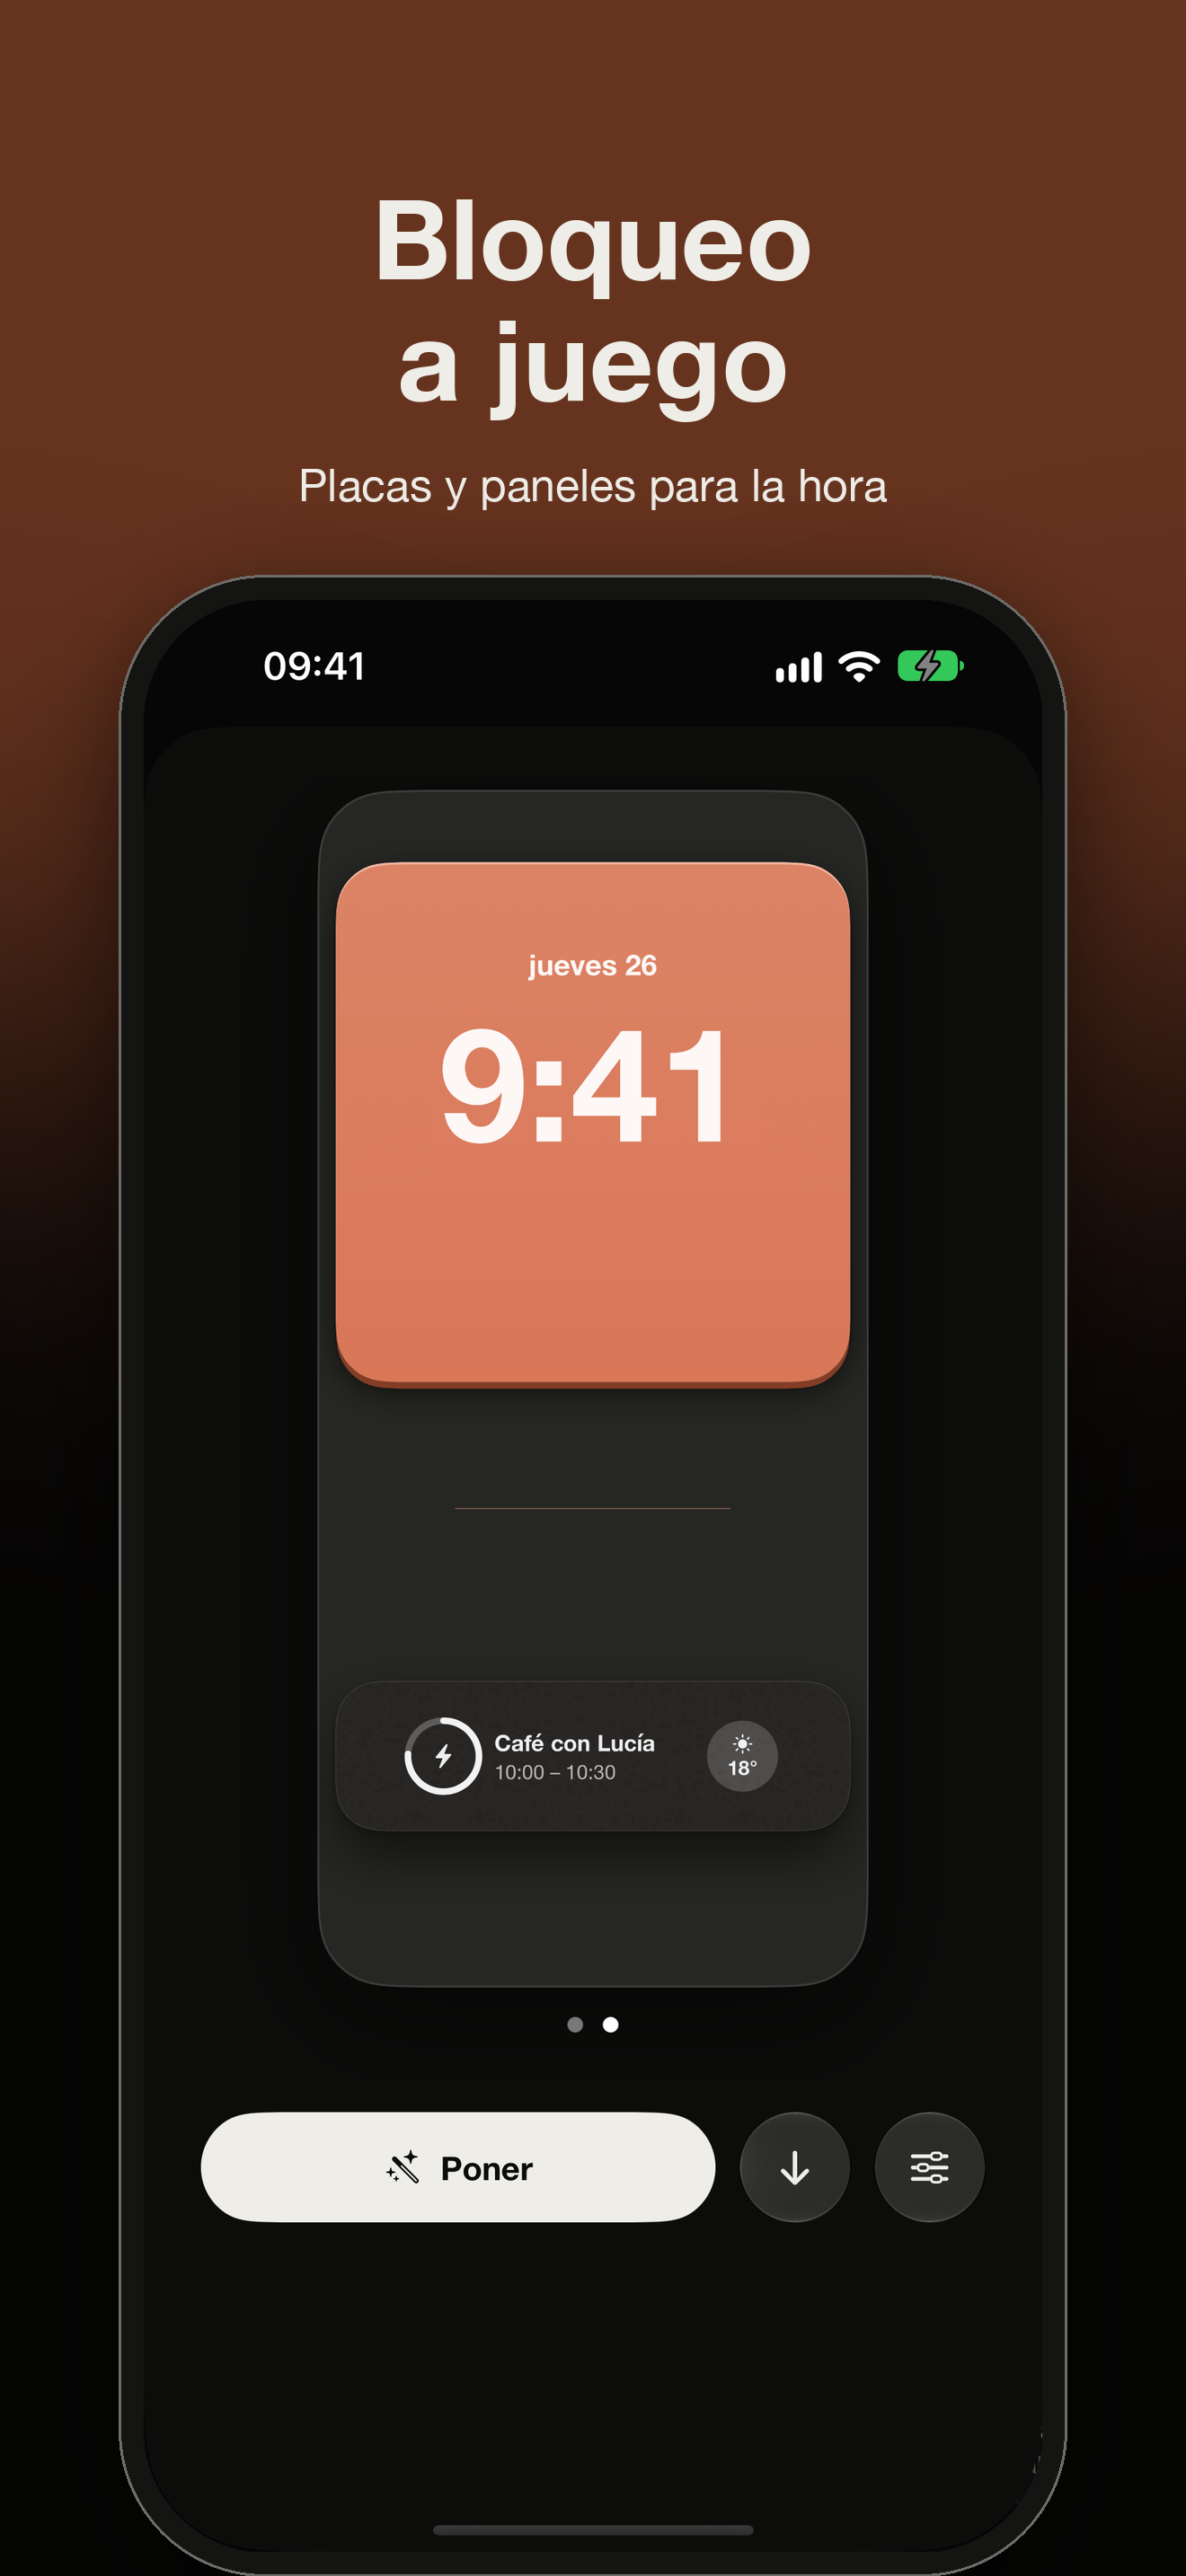 Bloqueo
a juego
Placas y paneles para la hora
09:41
jueves 26
9:41
Café con Lucía
10:00 – 10:30
18°
Poner